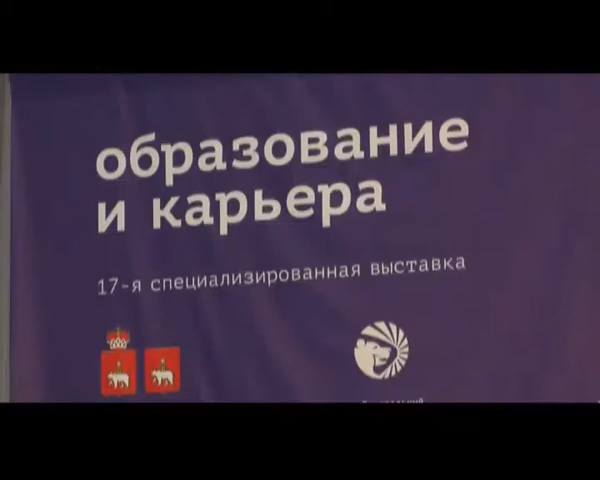 образование
и карьера
17-я специализированная выставка